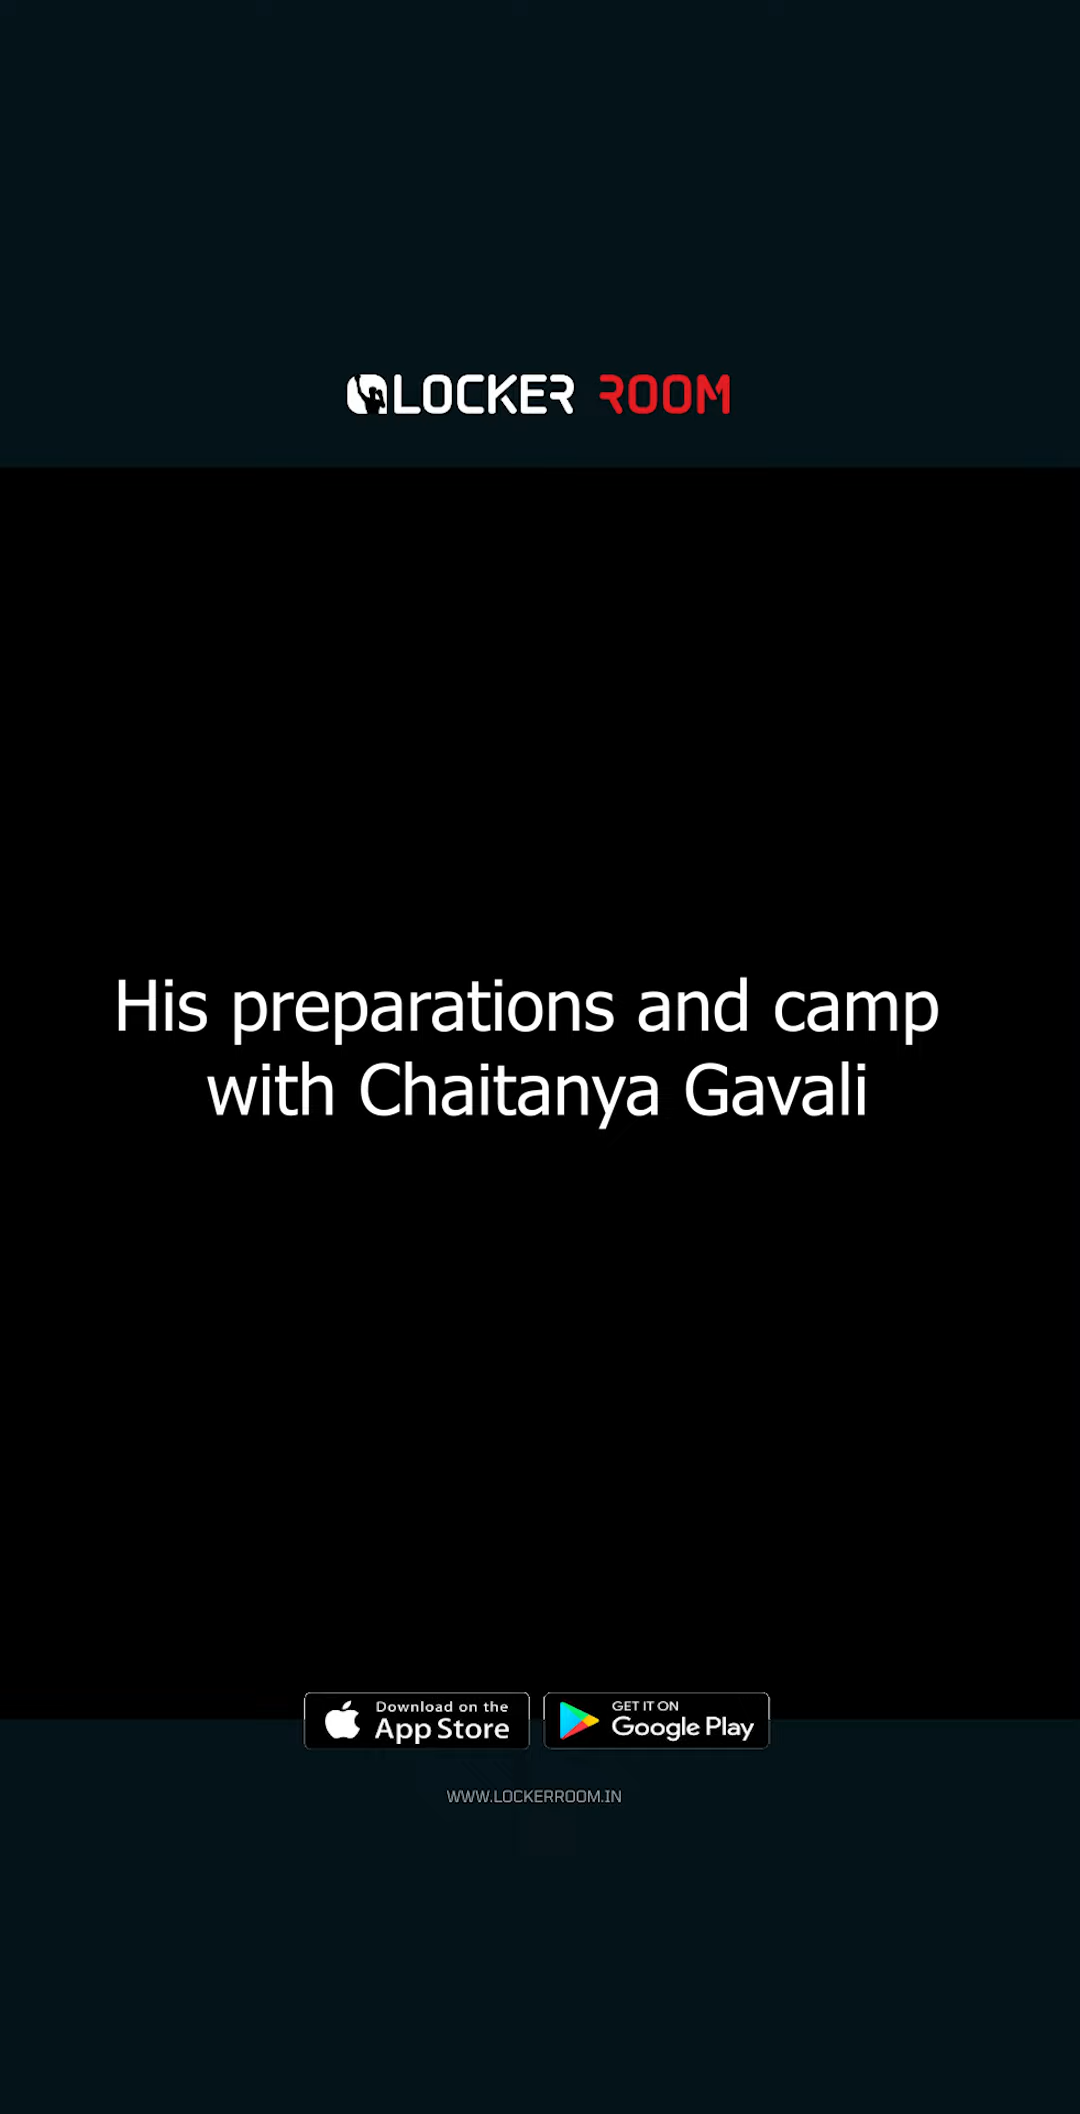 LOCKER ROOM
His preparations and camp
with Chaitanya Gavali
Download on the
App Store
GET IT ON
Google Play
WWW.LOCKERROOM.IN